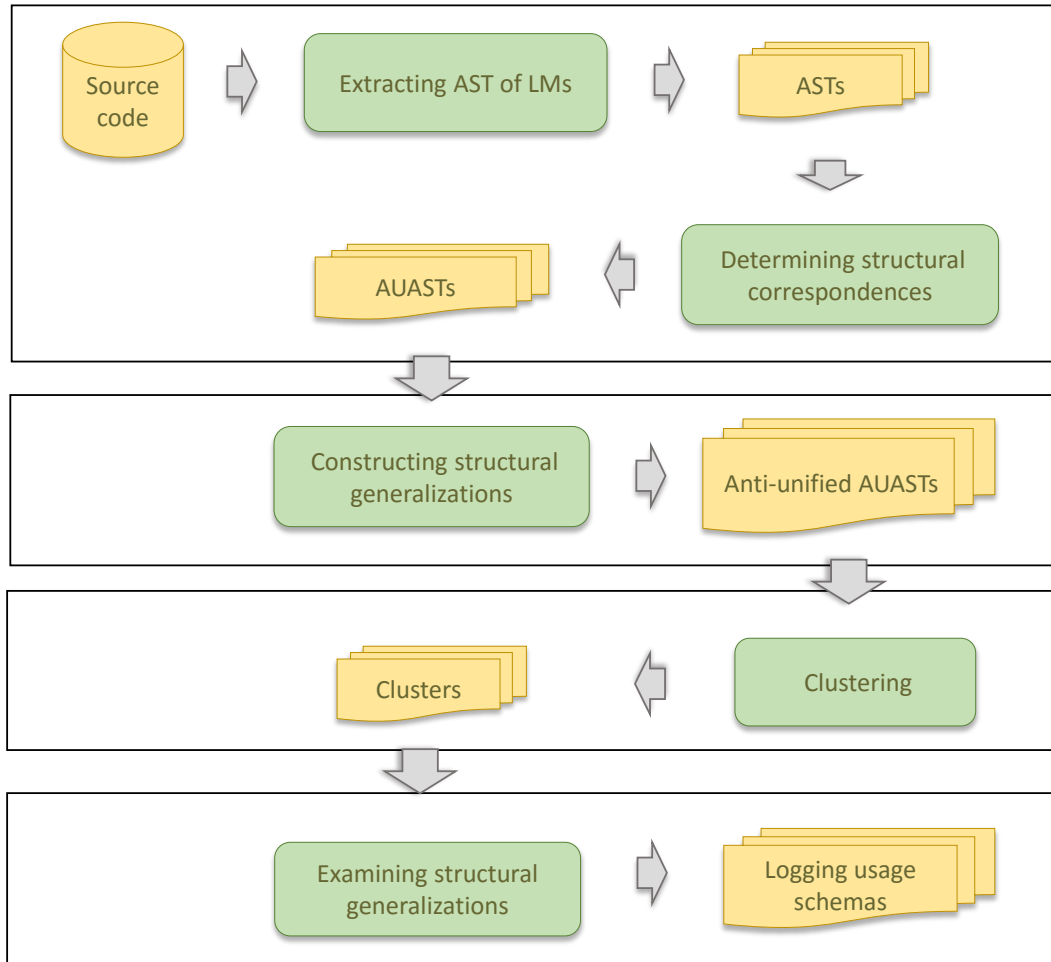 Source
code
Extracting AST of LMs
ASTs
Determining structural
correspondences
AUASTs
Constructing structural
generalizations
Anti-unified AUASTs
Clustering
Clusters
Examining structural
generalizations
Logging usage
schemas